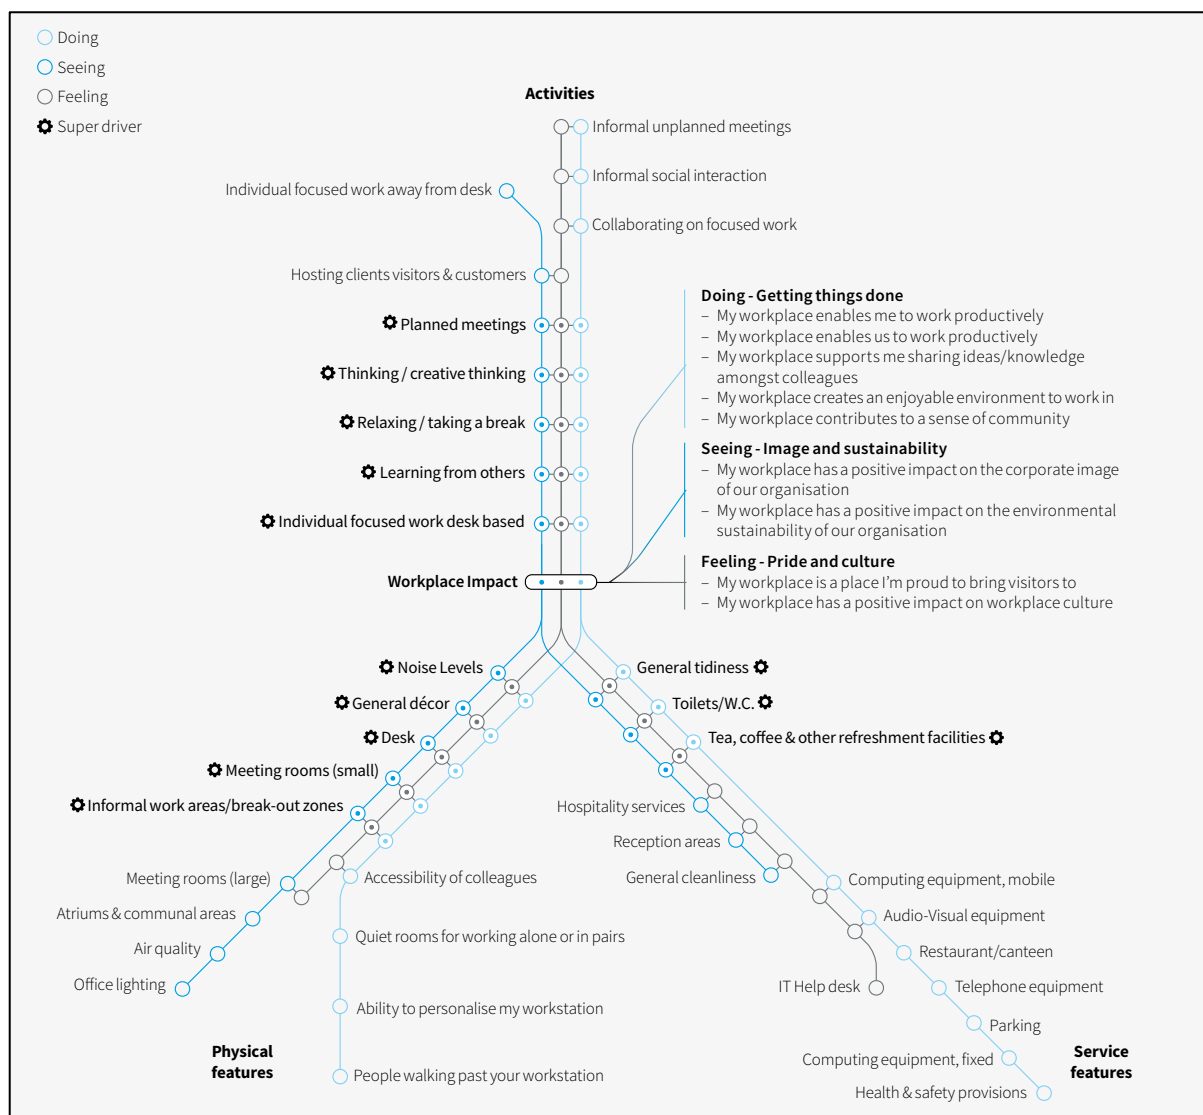 Doing
Seeing
Feeling
Super driver
Activities
Informal unplanned meetings
Informal social interaction
Individual focused work away from desk
Collaborating on focused work
Hosting clients visitors & customers
Planned meetings
Thinking / creative thinking
Relaxing / taking a break
Learning from others
Individual focused work desk based
Workplace Impact
Doing - Getting things done
– My workplace enables me to work productively
– My workplace enables us to work productively
– My workplace supports me sharing ideas/knowledge
amongst colleagues
– My workplace creates an enjoyable environment to work in
– My workplace contributes to a sense of community
Seeing - Image and sustainability
– My workplace has a positive impact on the corporate image
of our organisation
– My workplace has a positive impact on the environmental
sustainability of our organisation
Feeling - Pride and culture
– My workplace is a place I'm proud to bring visitors to
– My workplace has a positive impact on workplace culture
Noise Levels
General décor
Desk
Meeting rooms (small)
Informal work areas/break-out zones
Meeting rooms (large)
Atriums & communal areas
Air quality
Office lighting
Accessibility of colleagues
Quiet rooms for working alone or in pairs
Ability to personalise my workstation
People walking past your workstation
Physical
features
General tidiness
Toilets/W.C.
Tea, coffee & other refreshment facilities
Hospitality services
Reception areas
General cleanliness
Computing equipment, mobile
Audio-Visual equipment
Restaurant/canteen
IT Help desk
Telephone equipment
Parking
Computing equipment, fixed
Health & safety provisions
Service
features